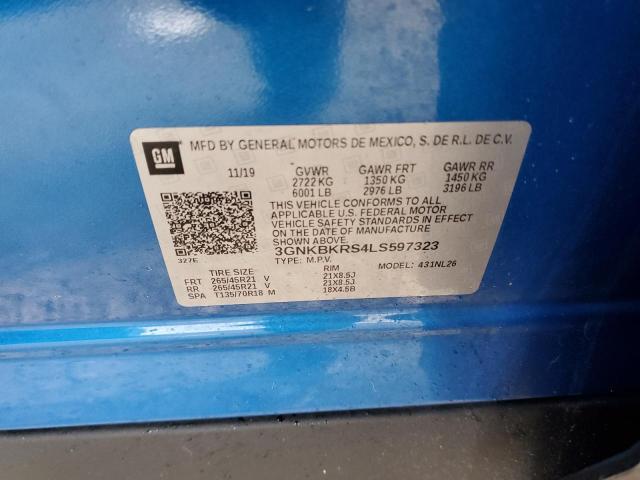 GM
MFD BY GENERAL MOTORS DE MEXICO, S. DE R.L. DE C.V.
11/19 GVWR GAWR FRT GAWR RR
2722 KG 1350 KG 1450 KG
6001 LB 2976 LB 3196 LB
THIS VEHICLE CONFORMS TO ALL
APPLICABLE U.S. FEDERAL MOTOR
VEHICLE SAFETY STANDARDS IN EFFECT
ON THE DATE OF MANUFACTURE
SHOWN ABOVE.
3GNKBKRS4LS597323
327E TYPE: M.P.V. MODEL: 431NL26
TIRE SIZE RIM
FRT 265/45R21 V 21X8.5J
RR 265/45R21 V 21X8.5J
SPA T135/70R18 M 18X4.5B